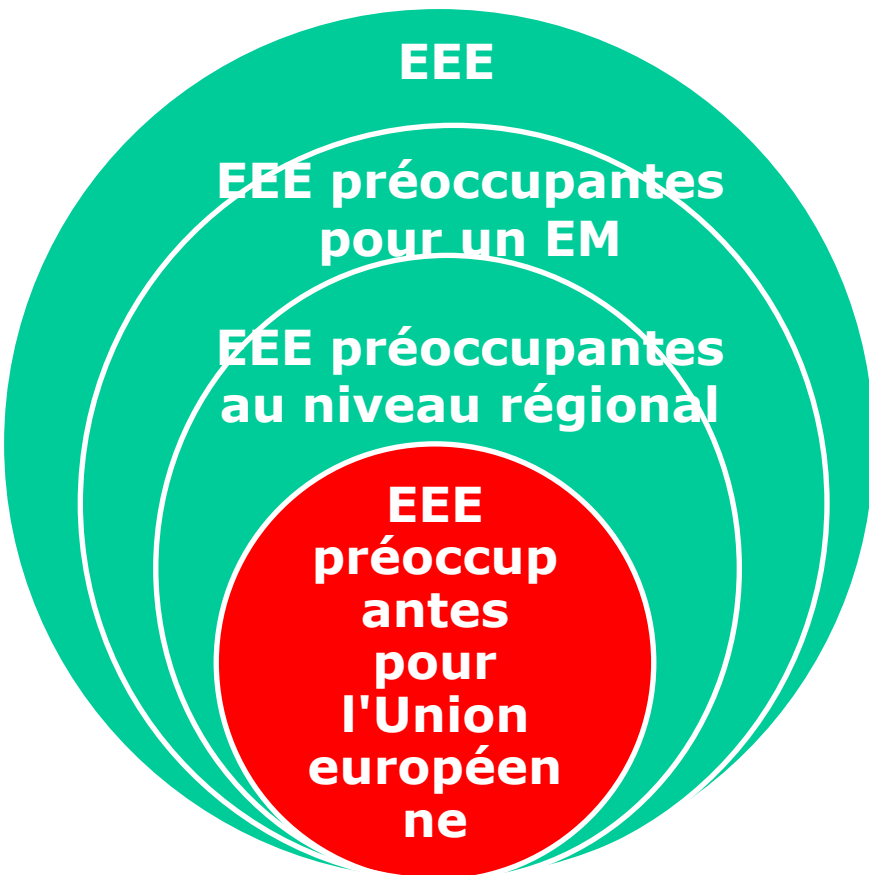 EEE
EEE préoccupantes
pour un EM
EEE préoccupantes
au niveau régional
EEE
préoccup
antes
pour
l'Union
européen
ne